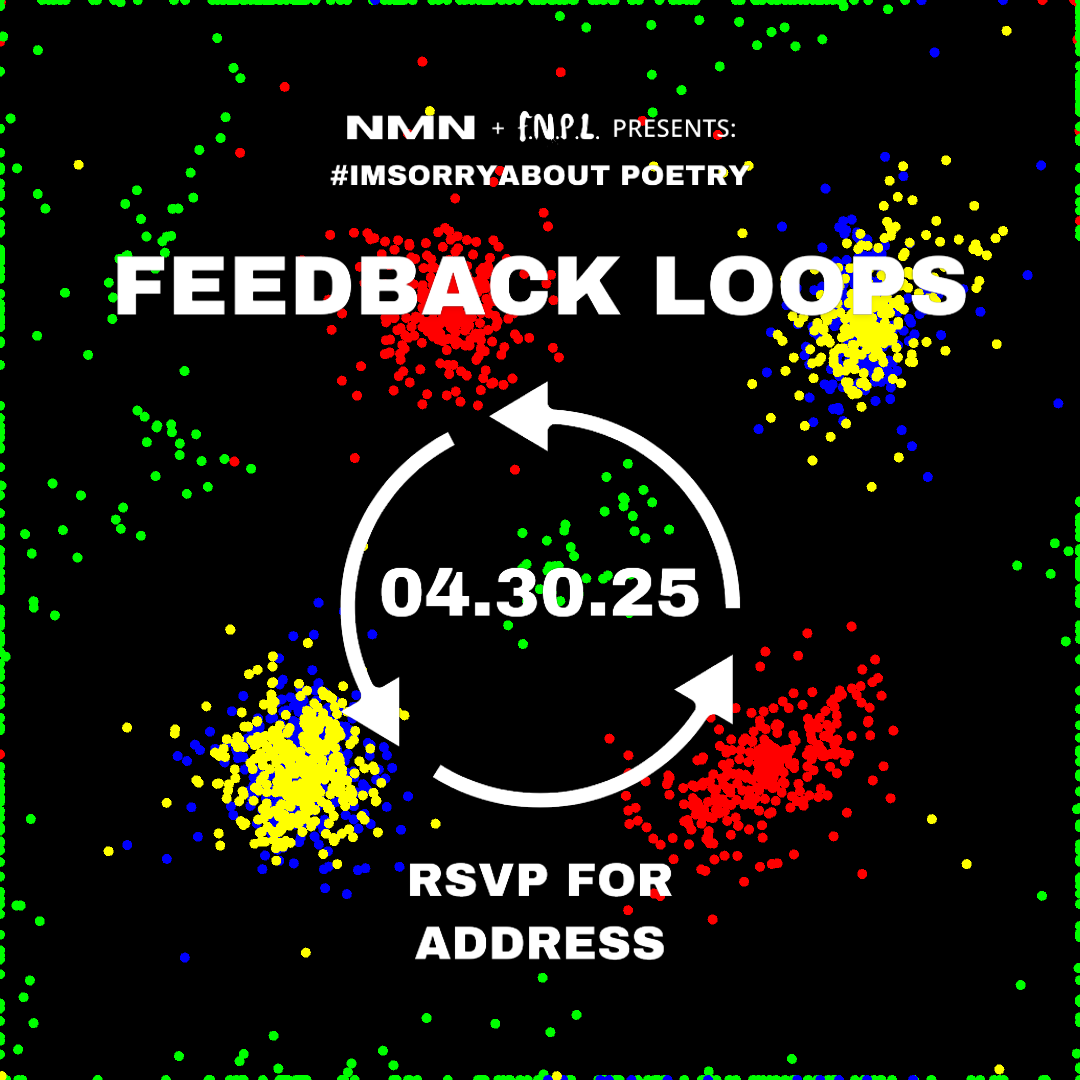 NMN + F.N.P.L. PRESENTS:
#IMSORRYABOUT POETRY
FEEDBACK LOOPS
04.30.25
RSVP FOR
ADDRESS